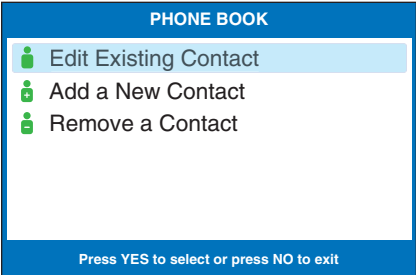 PHONE BOOK
Edit Existing Contact
Add a New Contact
Remove a Contact
Press YES to select or press NO to exit